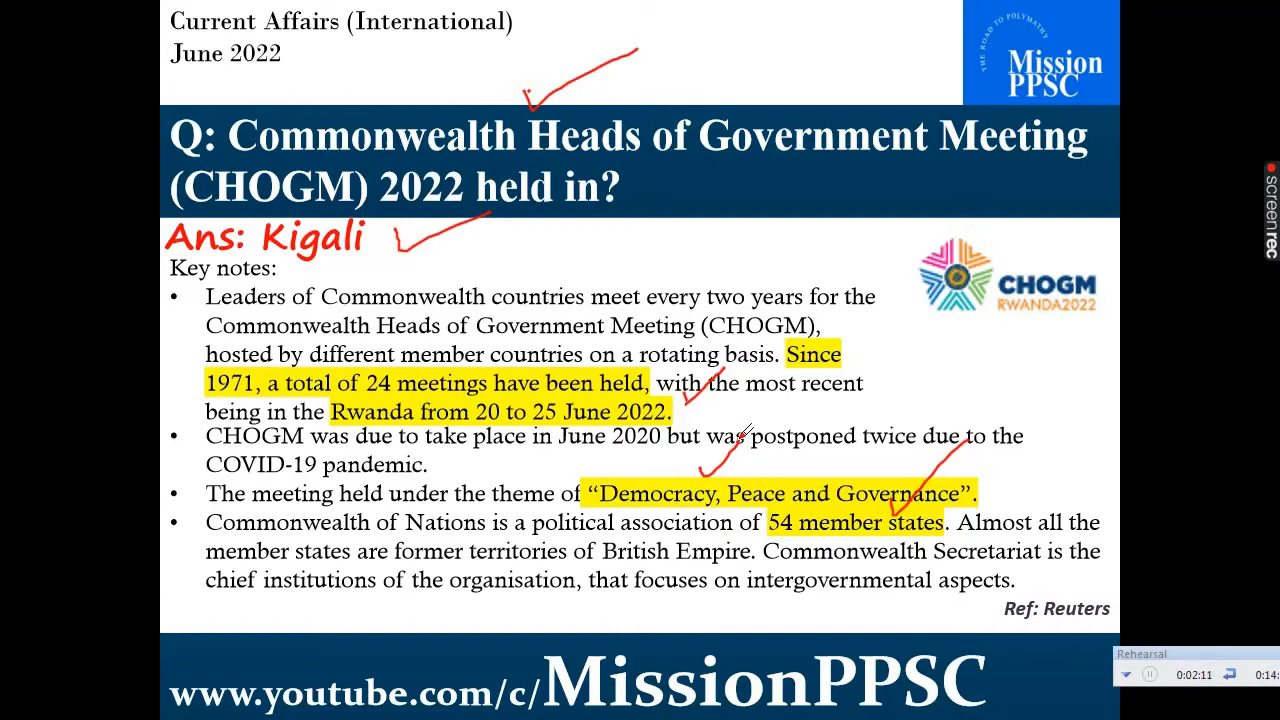 Current Affairs (International)
June 2022
THE ROAD TO POLYMATHY
Mission
PPSC
Q: Commonwealth Heads of Government Meeting
(CHOGM) 2022 held in?
Ans: Kigali
Key notes:
• Leaders of Commonwealth countries meet every two years for the
Commonwealth Heads of Government Meeting (CHOGM),
hosted by different member countries on a rotating basis. Since
1971, a total of 24 meetings have been held, with the most recent
being in the Rwanda from 20 to 25 June 2022.
CHOGM
RWANDA2022
• CHOGM was due to take place in June 2020 but was postponed twice due to the
COVID-19 pandemic.
• The meeting held under the theme of “Democracy, Peace and Governance”.
• Commonwealth of Nations is a political association of 54 member states. Almost all the
member states are former territories of British Empire. Commonwealth Secretariat is the
chief institutions of the organisation, that focuses on intergovernmental aspects.
Ref: Reuters
www.youtube.com/c/MissionPPSC
screenrec
Rehearsal
0:02:11
0:14: